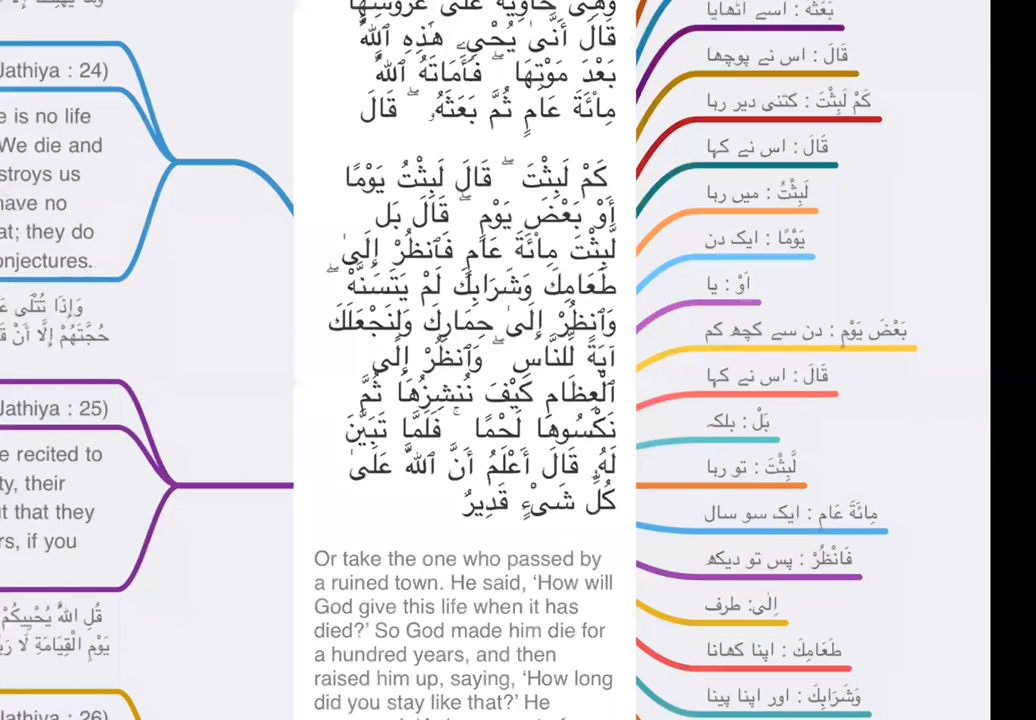 Jathiya : 24)
e is no life
We die and
stroys us
have no
at; they do
onjectures.
وَإِذَا تُتْلَى عَ
حُجَّتَهُمْ إِلَّا أَنْ قَ
Jathiya : 25)
e recited to
ty, their
ut that they
rs, if you
قُلِ اللَّهُ يُحْيِيكُمْ
يَوْمِ الْقِيَامَةِ لَا رَيْ
Jathiya : 26)
وَهِىَ خَاوِيَةٌ عَلَىٰ عُرُوشِهَا
قَالَ أَنَّىٰ يُحْىِۦ هَٰذِهِ ٱللَّهُ
بَعْدَ مَوْتِهَا ۖ فَأَمَاتَهُ ٱللَّهُ
مِا۟ئَةَ عَامٍ ثُمَّ بَعَثَهُۥ ۖ قَالَ
كَمْ لَبِثْتَ ۖ قَالَ لَبِثْتُ يَوْمًا
أَوْ بَعْضَ يَوْمٍ ۖ قَالَ بَل
لَّبِثْتَ مِا۟ئَةَ عَامٍ فَٱنظُرْ إِلَىٰ
طَعَامِكَ وَشَرَابِكَ لَمْ يَتَسَنَّهْ ۖ
وَٱنظُرْ إِلَىٰ حِمَارِكَ وَلِنَجْعَلَكَ
ءَايَةً لِّلنَّاسِ ۖ وَٱنظُرْ إِلَى
ٱلْعِظَامِ كَيْفَ نُنشِزُهَا ثُمَّ
نَكْسُوهَا لَحْمًا ۚ فَلَمَّا تَبَيَّنَ
لَهُۥ قَالَ أَعْلَمُ أَنَّ ٱللَّهَ عَلَىٰ
كُلِّ شَىْءٍ قَدِيرٌ
Or take the one who passed by
a ruined town. He said, ‘How will
God give this life when it has
died?’ So God made him die for
a hundred years, and then
raised him up, saying, ‘How long
did you stay like that?’ He
بَعَثَهٗ : اسے اٹھایا
قَالَ : اس نے پوچھا
كَمْ لَبِثْتَ : کتنی دیر رہا
قَالَ : اس نے کہا
لَبِثْتُ : میں رہا
يَوْمًا : ایک دن
اَوْ : یا
بَعْضَ يَوْمٍ : دن سے کچھ کم
قَالَ : اس نے کہا
بَلْ : بلکہ
لَّبِثْتَ : تو رہا
مِائَةَ عَامٍ : ایک سو سال
فَانْظُرْ : پس تو دیکھ
اِلٰى : طرف
طَعَامِكَ : اپنا کھانا
وَشَرَابِكَ : اور اپنا پینا